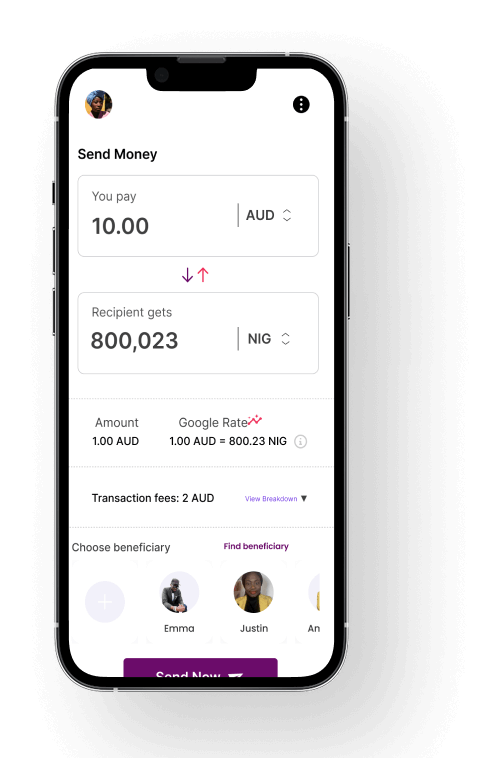 Send Money
You pay
10.00
AUD
Recipient gets
800,023
NIG
Amount
Google Rate
1.00 AUD
1.00 AUD = 800.23 NIG
Transaction fees: 2 AUD
View Breakdown
Choose beneficiary
Find beneficiary
Emma
Justin
An
Send Now